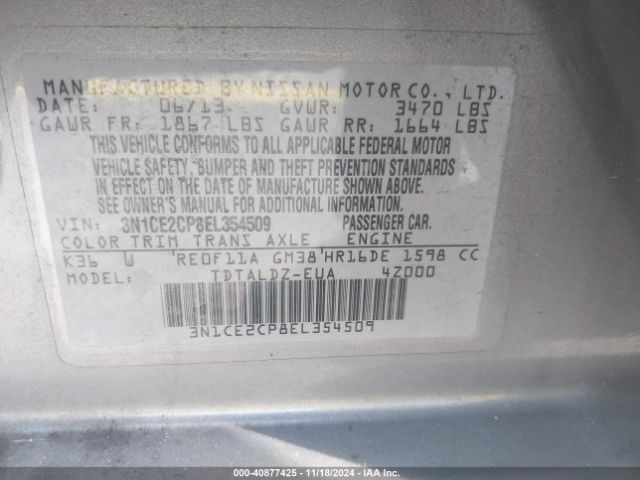 MANUFACTURED BY NISSAN MOTOR CO., LTD.
DATE: 06/13 GVWR: 3470 LBS
GAWR FR: 1867 LBS GAWR RR: 1664 LBS
THIS VEHICLE CONFORMS TO ALL APPLICABLE FEDERAL MOTOR
VEHICLE SAFETY, BUMPER AND THEFT PREVENTION STANDARDS
IN EFFECT ON THE DATE OF MANUFACTURE SHOWN ABOVE.
SEE OWNER'S MANUAL FOR ADDITIONAL INFORMATION.
VIN: 3N1CE2CP8EL354509 PASSENGER CAR.
COLOR TRIM TRANS AXLE ENGINE
K36 W RE0F11A GM38 HR16DE 1598 CC
MODEL: TDTALDZ-EUA 4Z000
3N1CE2CP8EL354509
000-40877425 | 11/18/2024 | IAAI.COM